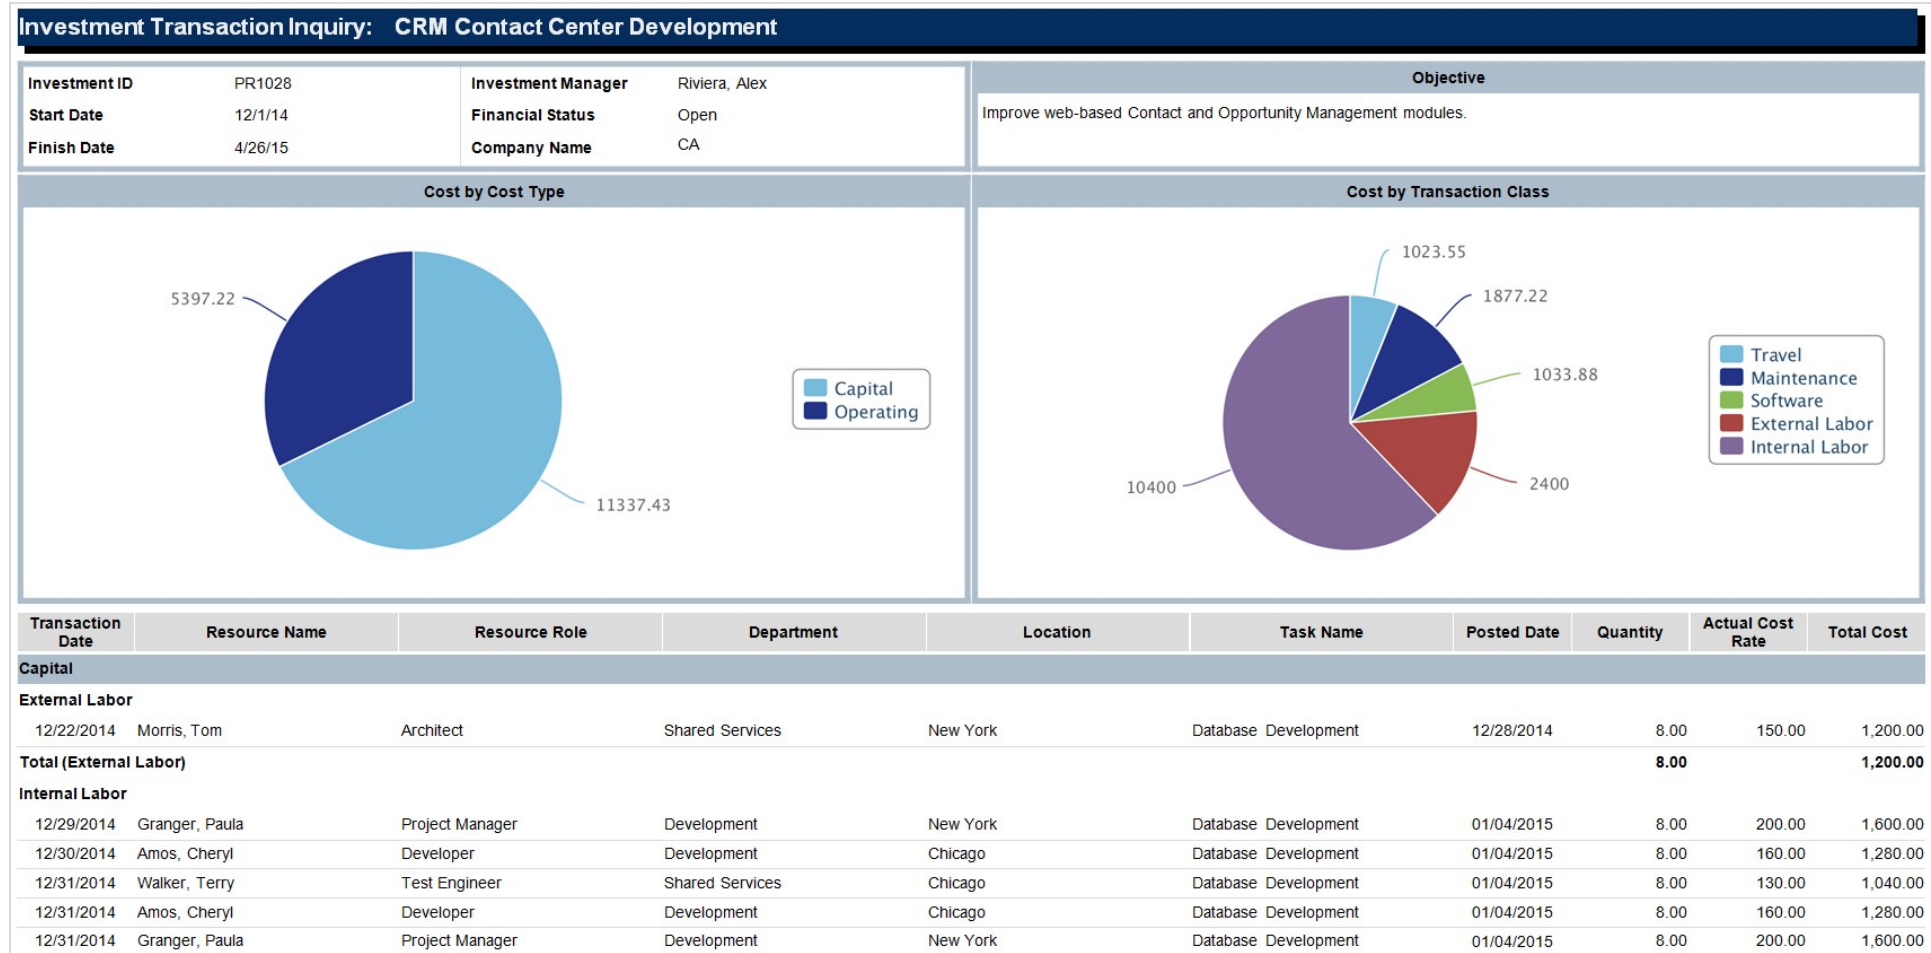 Investment Transaction Inquiry: CRM Contact Center Development
Investment ID PR1028 Investment Manager Riviera, Alex
Start Date 12/1/14 Financial Status Open
Finish Date 4/26/15 Company Name CA
Objective
Improve web-based Contact and Opportunity Management modules.
Cost by Cost Type
5397.22
11337.43
Capital
Operating
Cost by Transaction Class
1023.55
1877.22
1033.88
2400
10400
Travel
Maintenance
Software
External Labor
Internal Labor
Transaction Date Resource Name Resource Role Department Location Task Name Posted Date Quantity Actual Cost Rate Total Cost
Capital
External Labor
12/22/2014 Morris, Tom Architect Shared Services New York Database Development 12/28/2014 8.00 150.00 1,200.00
Total (External Labor) 8.00 1,200.00
Internal Labor
12/29/2014 Granger, Paula Project Manager Development New York Database Development 01/04/2015 8.00 200.00 1,600.00
12/30/2014 Amos, Cheryl Developer Development Chicago Database Development 01/04/2015 8.00 160.00 1,280.00
12/31/2014 Walker, Terry Test Engineer Shared Services Chicago Database Development 01/04/2015 8.00 130.00 1,040.00
12/31/2014 Amos, Cheryl Developer Development Chicago Database Development 01/04/2015 8.00 160.00 1,280.00
12/31/2014 Granger, Paula Project Manager Development New York Database Development 01/04/2015 8.00 200.00 1,600.00